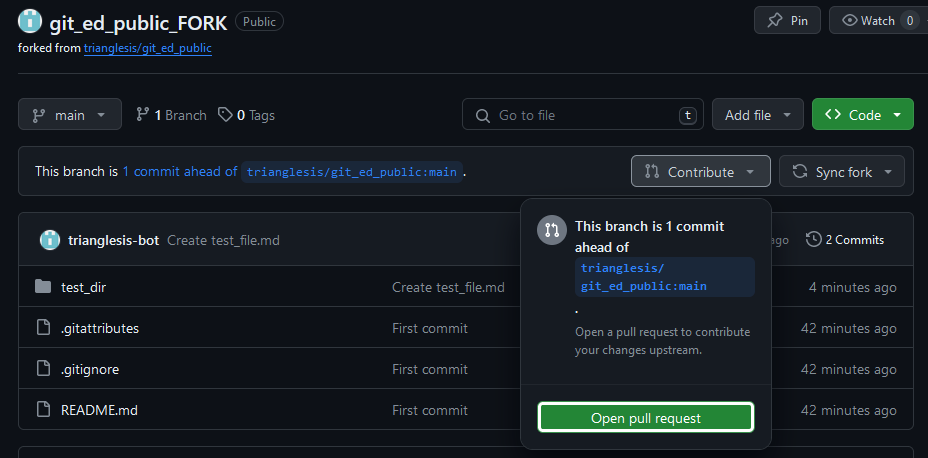 git_ed_public_FORK Public Pin Watch 0
forked from trianglesis/git_ed_public
main 1 Branch 0 Tags Go to file t Add file Code
This branch is 1 commit ahead of trianglesis/git_ed_public:main . Contribute Sync fork
trianglesis-bot Create test_file.md ago 2 Commits
This branch is 1 commit
ahead of
trianglesis/
git_ed_public:main
.
Open a pull request to contribute
your changes upstream.
Open pull request
test_dir Create test_file.md 4 minutes ago
.gitattributes First commit 42 minutes ago
.gitignore First commit 42 minutes ago
README.md First commit 42 minutes ago